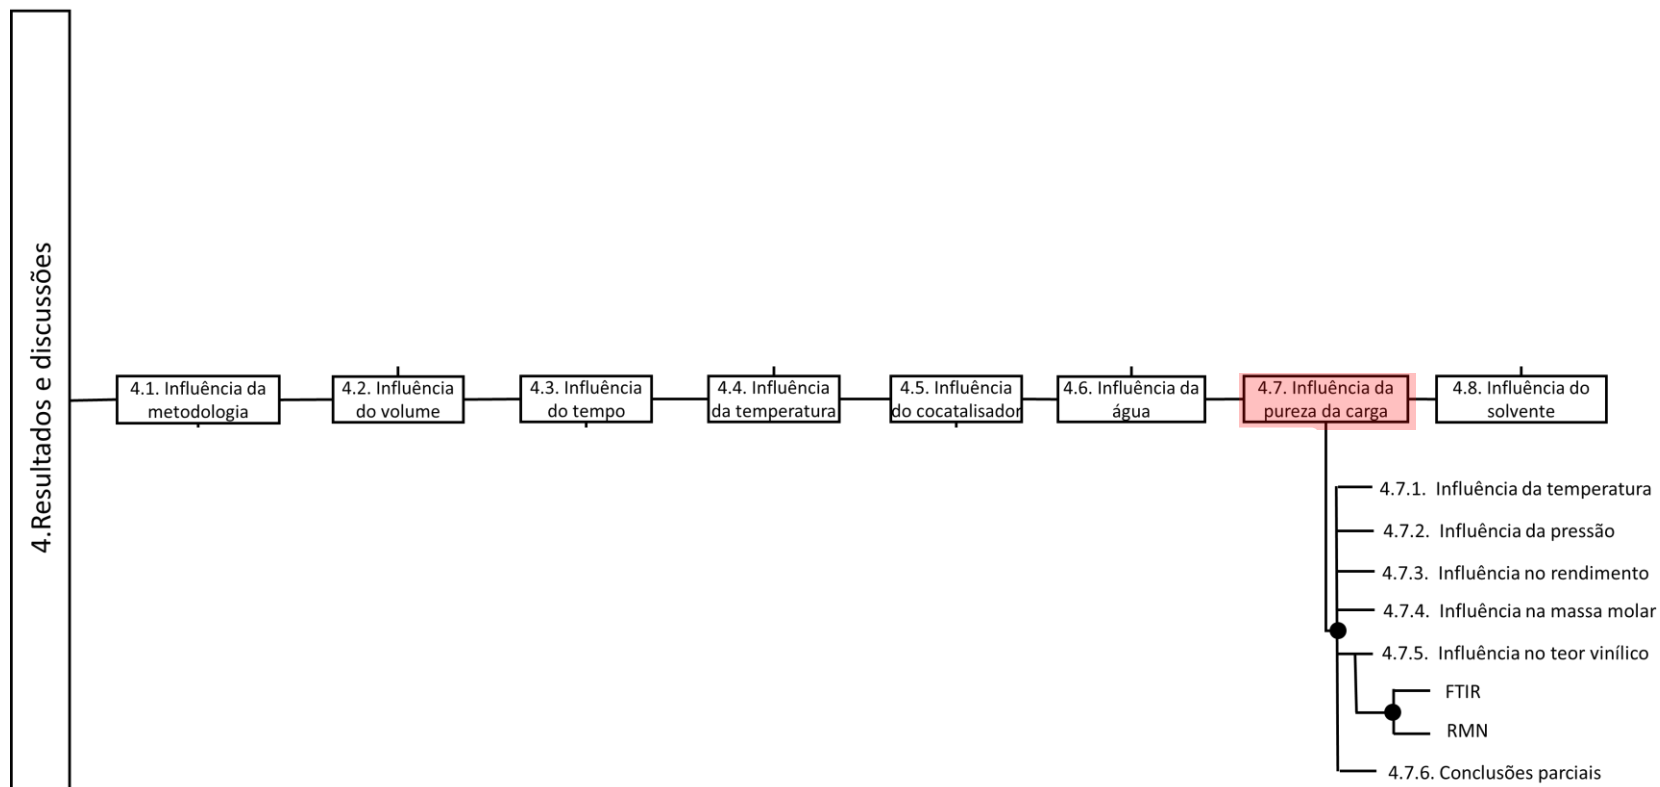 4.Resultados e discussões
4.1. Influência da
metodologia
4.2. Influência
do volume
4.3. Influência
do tempo
4.4. Influência
da temperatura
4.5. Influência
do cocatalisador
4.6. Influência da
água
4.7. Influência da
pureza da carga
4.8. Influência do
solvente
4.7.1. Influência da temperatura
4.7.2. Influência da pressão
4.7.3. Influência no rendimento
4.7.4. Influência na massa molar
4.7.5. Influência no teor vinílico
FTIR
RMN
4.7.6. Conclusões parciais